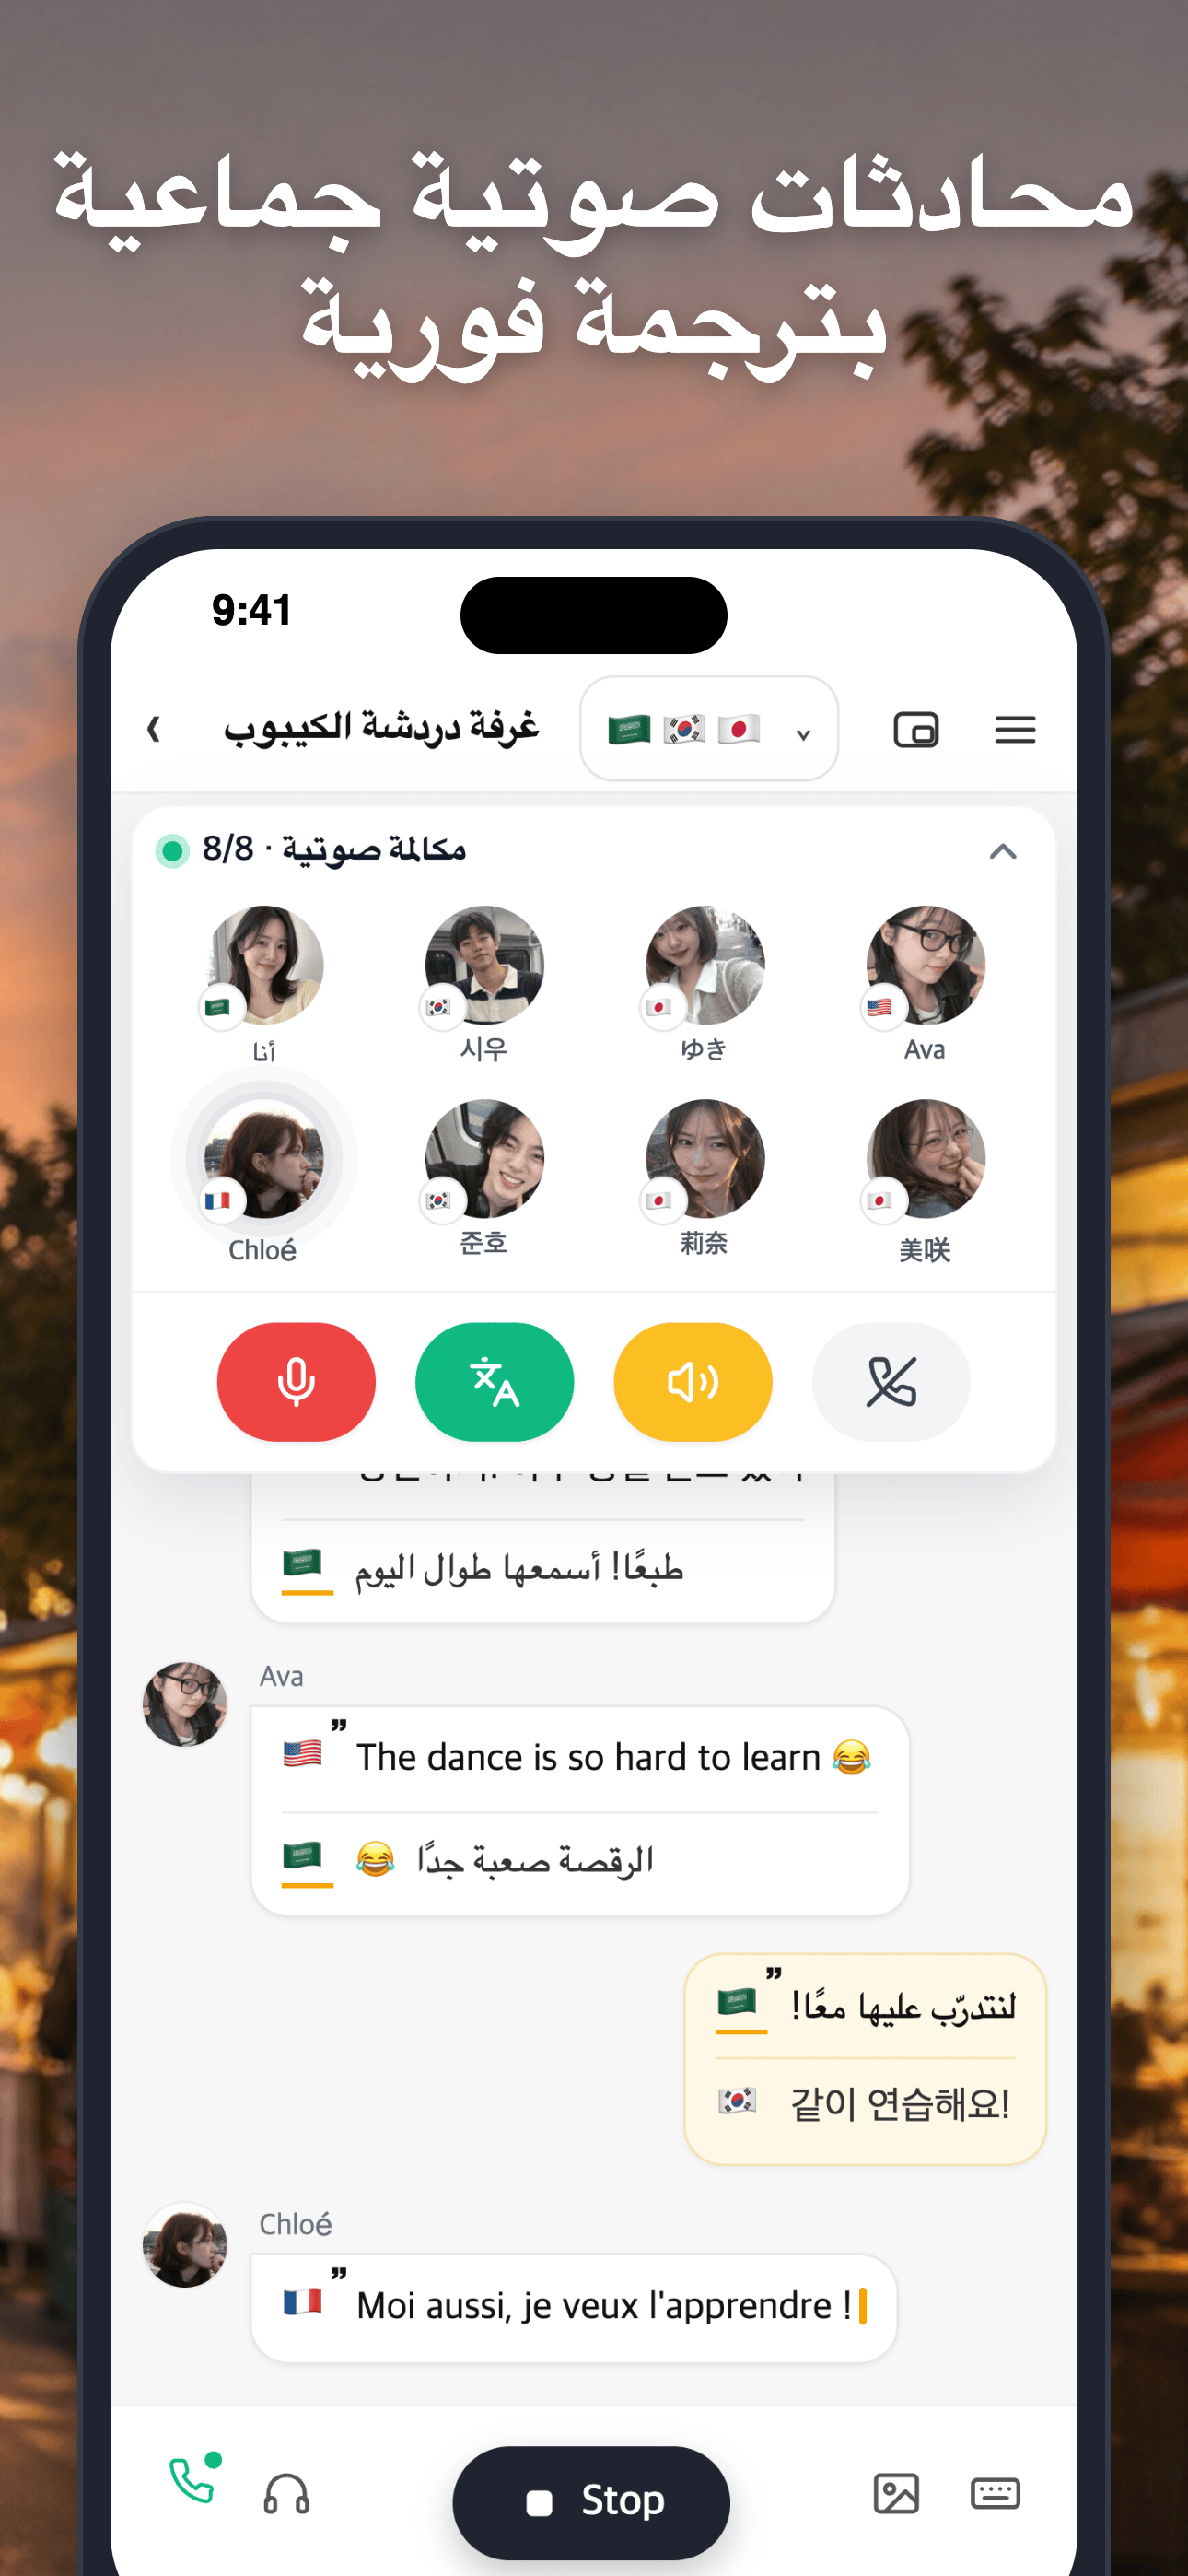 محادثات صوتية جماعية
بترجمة فورية
9:41
غرفة دردشة الكيبوب
مكالمة صوتية · 8/8
أنا
시우
ゆき
Ava
Chloé
준호
莉奈
美咲
طبعًا! أسمعها طوال اليوم
Ava
" The dance is so hard to learn 😂
الرقصة صعبة جدًا 😂
" لنتدرّب عليها معًا!
같이 연습해요!
Chloé
" Moi aussi, je veux l'apprendre !
Stop